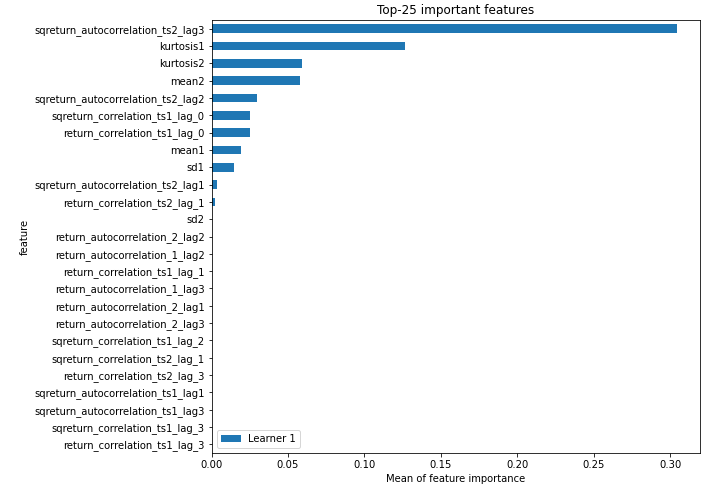 Top-25 important features
sqreturn_autocorrelation_ts2_lag3
kurtosis1
kurtosis2
mean2
sqreturn_autocorrelation_ts2_lag2
sqreturn_correlation_ts1_lag_0
return_correlation_ts1_lag_0
mean1
sd1
sqreturn_autocorrelation_ts2_lag1
return_correlation_ts2_lag_1
sd2
return_autocorrelation_2_lag2
return_autocorrelation_1_lag2
return_correlation_ts1_lag_1
return_autocorrelation_1_lag3
return_autocorrelation_2_lag1
return_autocorrelation_2_lag3
sqreturn_correlation_ts1_lag_2
sqreturn_correlation_ts2_lag_1
return_correlation_ts2_lag_3
sqreturn_autocorrelation_ts1_lag1
sqreturn_autocorrelation_ts1_lag3
sqreturn_correlation_ts1_lag_3
return_correlation_ts1_lag_3
feature
Learner 1
0.00 0.05 0.10 0.15 0.20 0.25 0.30
Mean of feature importance